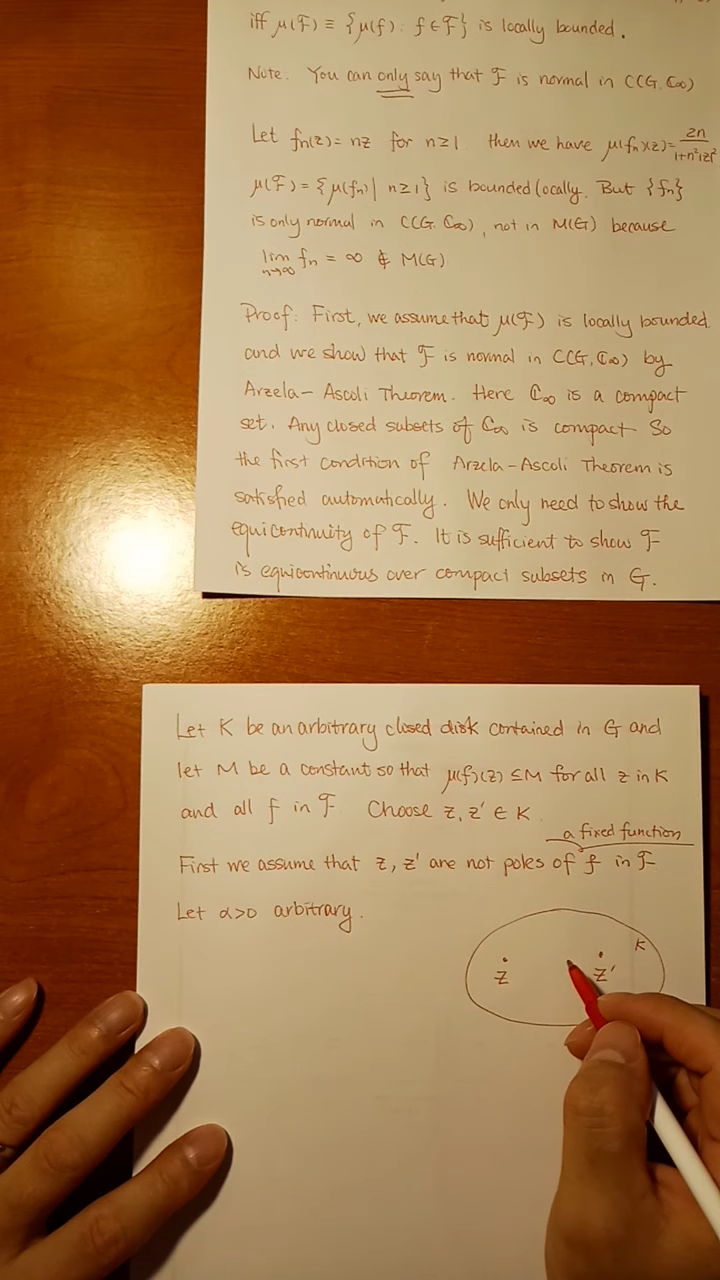 iff μ(F) ≡ {μ(f): f ∈ F} is locally bounded.
Note: You can only say that F is normal in C(G, C∞)
Let fn(z) = nz for n ≥ 1 then we have μ(fn)(z) = 2n / 1+n²|z|²
μ(F) = {μ(fn) | n ≥ 1} is bounded locally. But {fn}
is only normal in C(G, C∞), not in M(G) because
lim n→∞ fn = ∞ ∉ M(G)
Proof: First, we assume that μ(F) is locally bounded
and we show that F is normal in C(G, C∞) by
Arzela-Ascoli Theorem. Here C∞ is a compact
set. Any closed subsets of C∞ is compact So
the first condition of Arzela-Ascoli Theorem is
satisfied automatically. We only need to show the
equicontinuity of F. It is sufficient to show F
is equicontinuous over compact subsets in G.
Let K be an arbitrary closed disk contained in G and
let M be a constant so that μ(f)(z) ≤ M for all z in K
and all f in F Choose z, z' ∈ K
a fixed function
First we assume that z, z' are not poles of f in F
Let α>0 arbitrary.
K
z z'